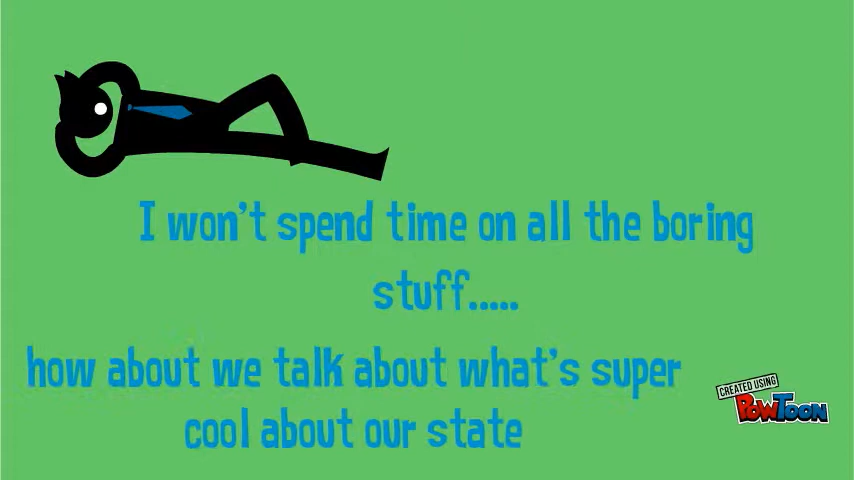 I won't spend time on all the boring
stuff.....
how about we talk about what's super
cool about our state
CREATED USING
PowToon